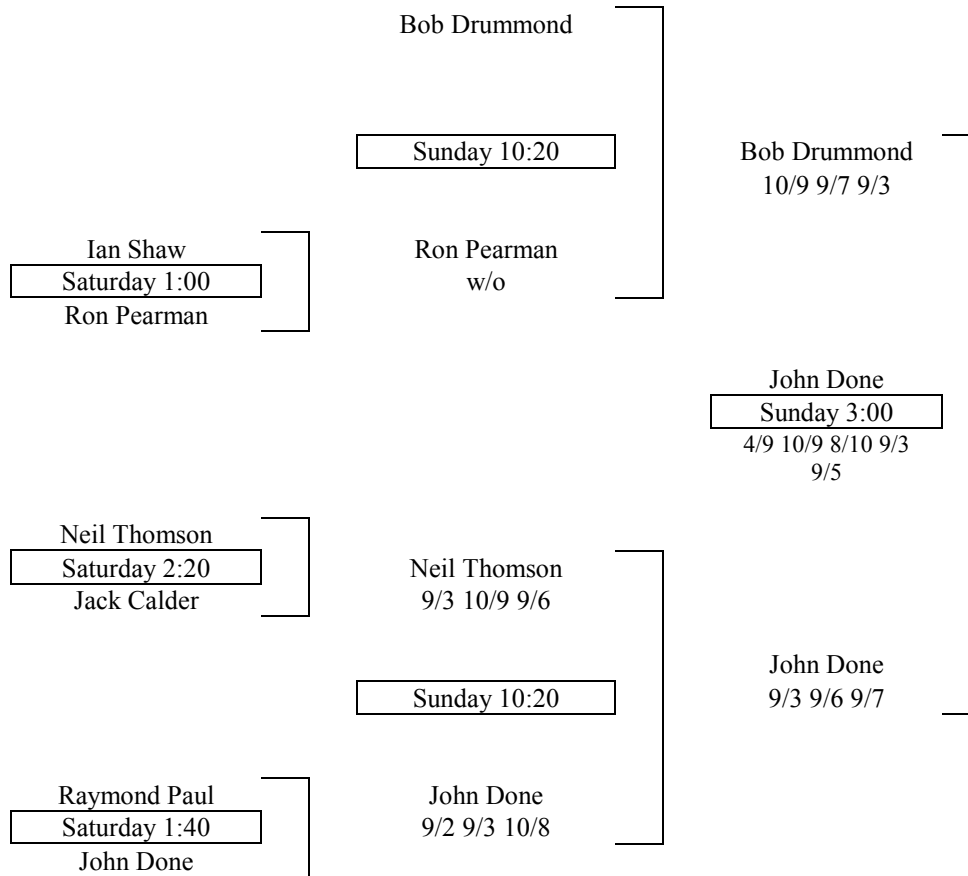 Bob Drummond
Sunday 10:20
Bob Drummond
10/9 9/7 9/3
Ian Shaw
Saturday 1:00
Ron Pearman
Ron Pearman
w/o
John Done
Sunday 3:00
4/9 10/9 8/10 9/3
9/5
Neil Thomson
Saturday 2:20
Jack Calder
Neil Thomson
9/3 10/9 9/6
Sunday 10:20
John Done
9/3 9/6 9/7
Raymond Paul
Saturday 1:40
John Done
John Done
9/2 9/3 10/8